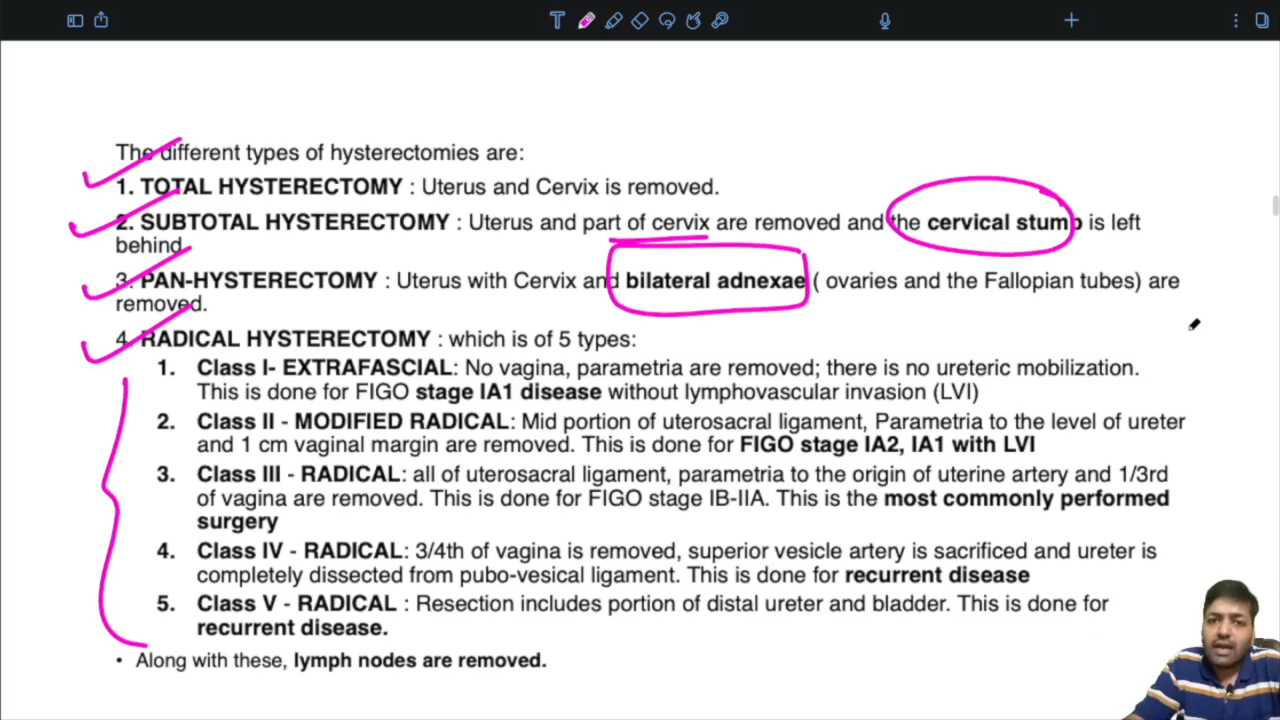 The different types of hysterectomies are:
1. TOTAL HYSTERECTOMY : Uterus and Cervix is removed.
2. SUBTOTAL HYSTERECTOMY : Uterus and part of cervix are removed and the cervical stump is left
behind.
3. PAN-HYSTERECTOMY : Uterus with Cervix and bilateral adnexae ( ovaries and the Fallopian tubes) are
removed.
4. RADICAL HYSTERECTOMY : which is of 5 types:
1. Class I- EXTRAFASCIAL: No vagina, parametria are removed; there is no ureteric mobilization.
This is done for FIGO stage IA1 disease without lymphovascular invasion (LVI)
2. Class II - MODIFIED RADICAL: Mid portion of uterosacral ligament, Parametria to the level of ureter
and 1 cm vaginal margin are removed. This is done for FIGO stage IA2, IA1 with LVI
3. Class III - RADICAL: all of uterosacral ligament, parametria to the origin of uterine artery and 1/3rd
of vagina are removed. This is done for FIGO stage IB-IIA. This is the most commonly performed
surgery
4. Class IV - RADICAL: 3/4th of vagina is removed, superior vesicle artery is sacrificed and ureter is
completely dissected from pubo-vesical ligament. This is done for recurrent disease
5. Class V - RADICAL : Resection includes portion of distal ureter and bladder. This is done for
recurrent disease.
• Along with these, lymph nodes are removed.